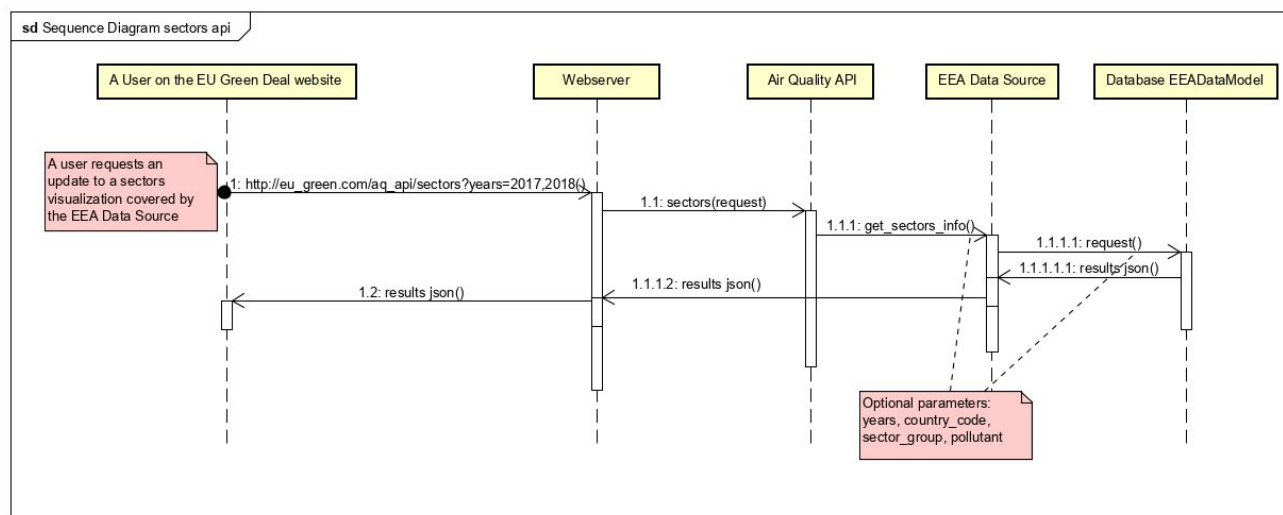 sd Sequence Diagram sectors api
A User on the EU Green Deal website
Webserver
Air Quality API
EEA Data Source
Database EEADataModel
A user requests an
update to a sectors
visualization covered by
the EEA Data Source
1: http://eu_green.com/aq_api/sectors?years=2017,2018()
1.1: sectors(request)
1.1.1: get_sectors_info()
1.1.1.1: request()
1.1.1.1.1: results json()
1.1.1.2: results json()
1.2: results json()
Optional parameters:
years, country_code,
sector_group, pollutant